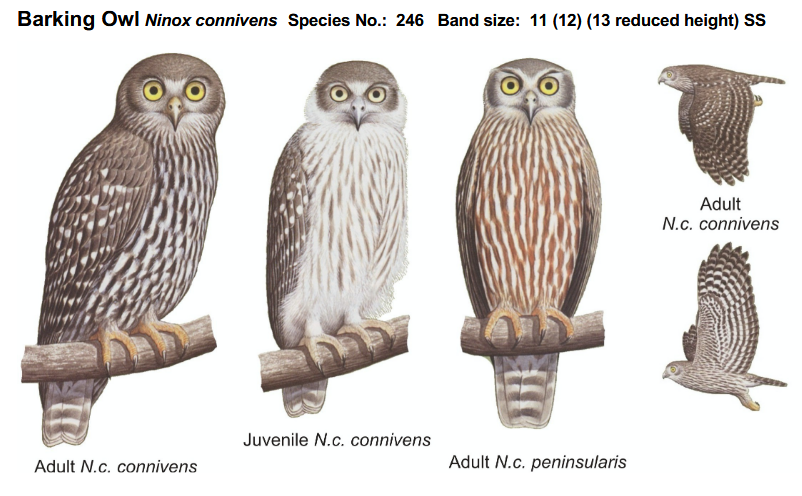 Barking Owl Ninox connivens Species No.: 246 Band size: 11 (12) (13 reduced height) SS
Adult
N.c. connivens
Juvenile N.c. connivens
Adult N.c. peninsularis
Adult N.c. connivens